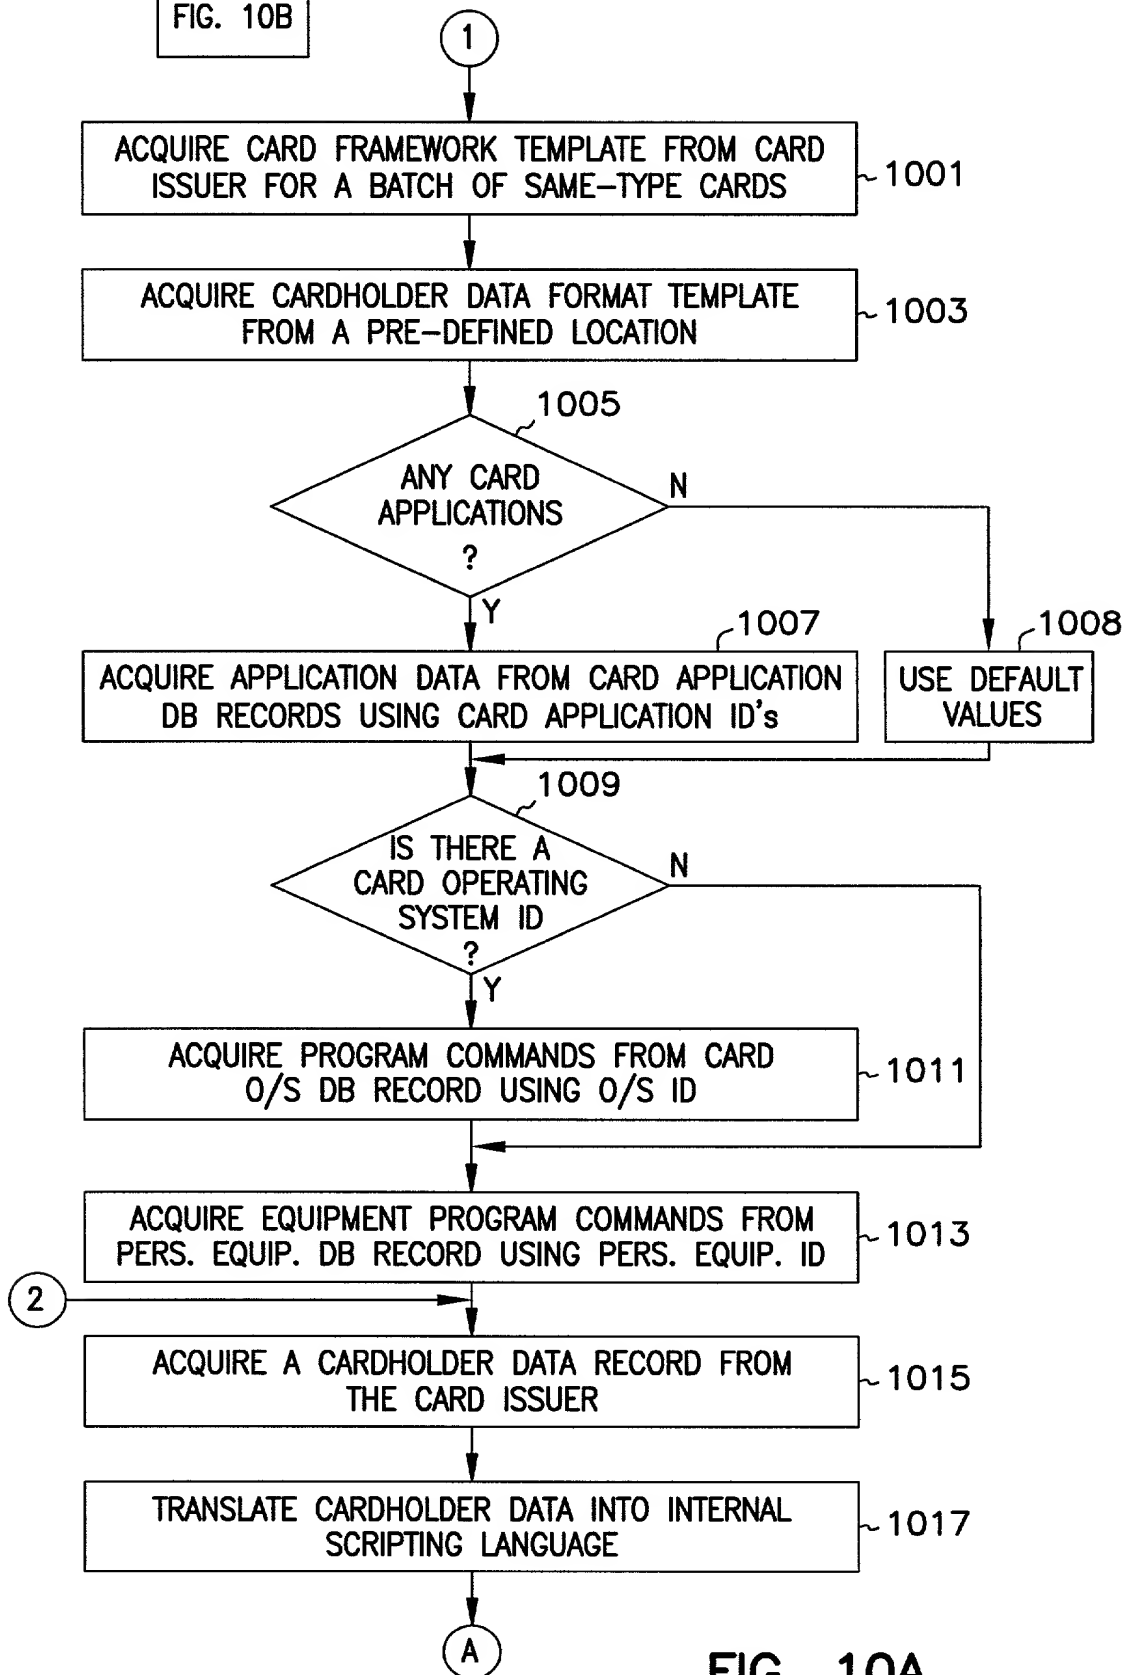 FIG. 10B
1
ACQUIRE CARD FRAMEWORK TEMPLATE FROM CARD
ISSUER FOR A BATCH OF SAME-TYPE CARDS
1001
ACQUIRE CARDHOLDER DATA FORMAT TEMPLATE
FROM A PRE-DEFINED LOCATION
1003
1005
ANY CARD
APPLICATIONS
?
N
Y
1007
1008
ACQUIRE APPLICATION DATA FROM CARD APPLICATION
DB RECORDS USING CARD APPLICATION ID's
USE DEFAULT
VALUES
1009
IS THERE A
CARD OPERATING
SYSTEM ID
?
N
Y
ACQUIRE PROGRAM COMMANDS FROM CARD
O/S DB RECORD USING O/S ID
1011
ACQUIRE EQUIPMENT PROGRAM COMMANDS FROM
PERS. EQUIP. DB RECORD USING PERS. EQUIP. ID
1013
2
ACQUIRE A CARDHOLDER DATA RECORD FROM
THE CARD ISSUER
1015
TRANSLATE CARDHOLDER DATA INTO INTERNAL
SCRIPTING LANGUAGE
1017
A
FIG. 10A